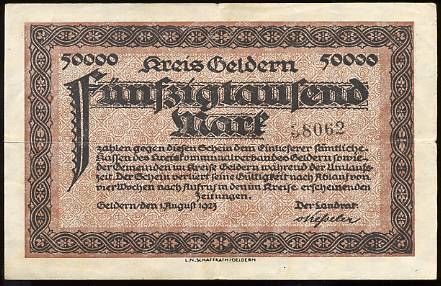 50000 Kreis Geldern 50000
Fünfzigtausend
Mark 58062
zahlen gegen diesen Schein dem Einlieferer sämtliche
Kassen des Kreiskommunalverbandes Geldern sowie
der Gemeinden im Kreise Geldern während der Umlaufs-
zeit. Der Schein verliert seine Gültigkeit nach Ablauf von
vier Wochen nach Aufruf in den im Kreise erscheinenden
Zeitungen.
Geldern den 1. August 1923 Der Landrat:
L.N. SCHAFFRATH/GELDERN